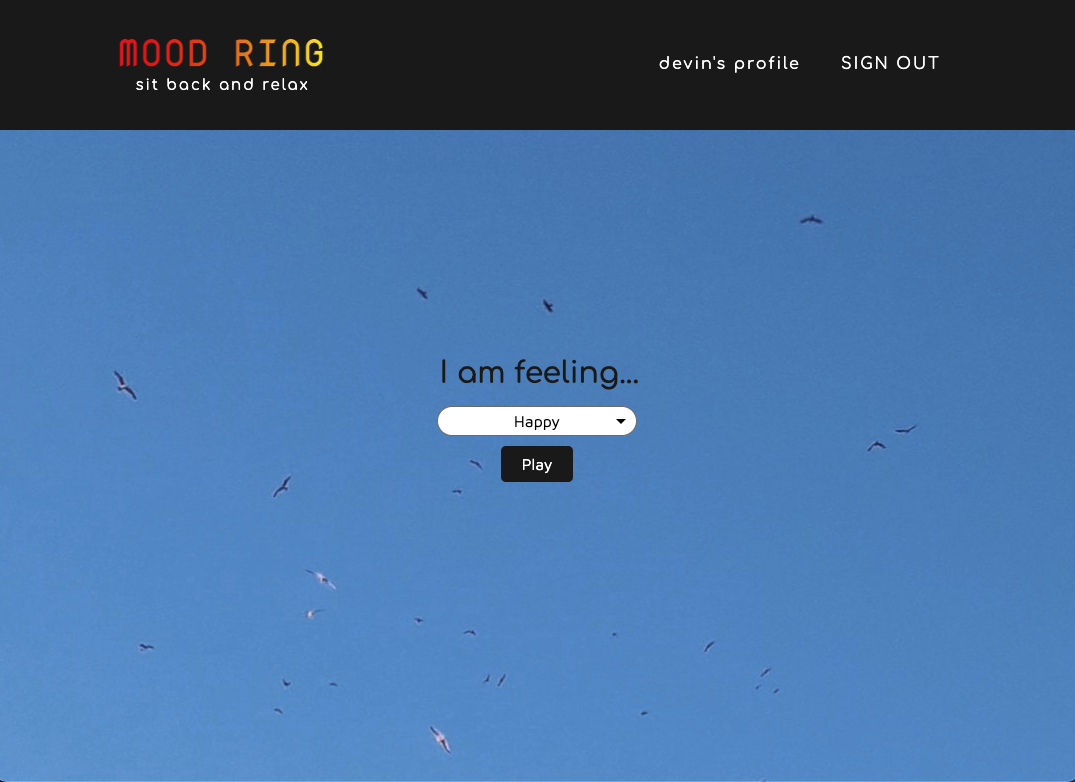 MOOD RING
sit back and relax
devin's profile
SIGN OUT
I am feeling...
Happy
Play